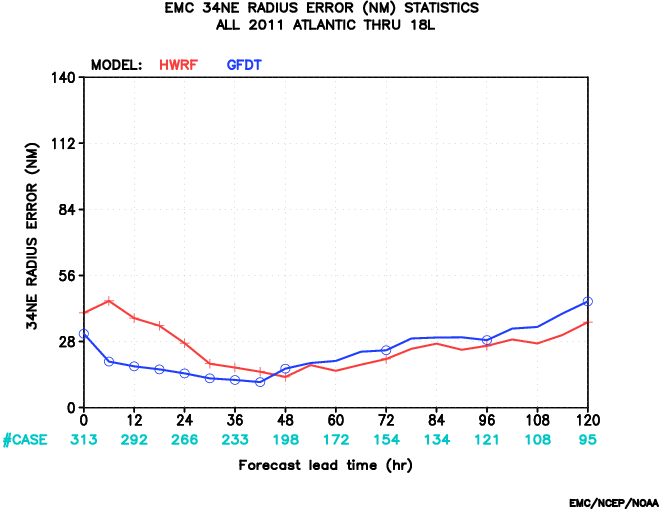 EMC 34NE RADIUS ERROR (NM) STATISTICS
ALL 2011 ATLANTIC THRU 18L
MODEL: HWRF GFDT
140
112
84
56
28
0
34NE RADIUS ERROR (NM)
0 12 24 36 48 60 72 84 96 108 120
#CASE 313 292 266 233 198 172 154 134 121 108 95
Forecast lead time (hr)
EMC/NCEP/NOAA